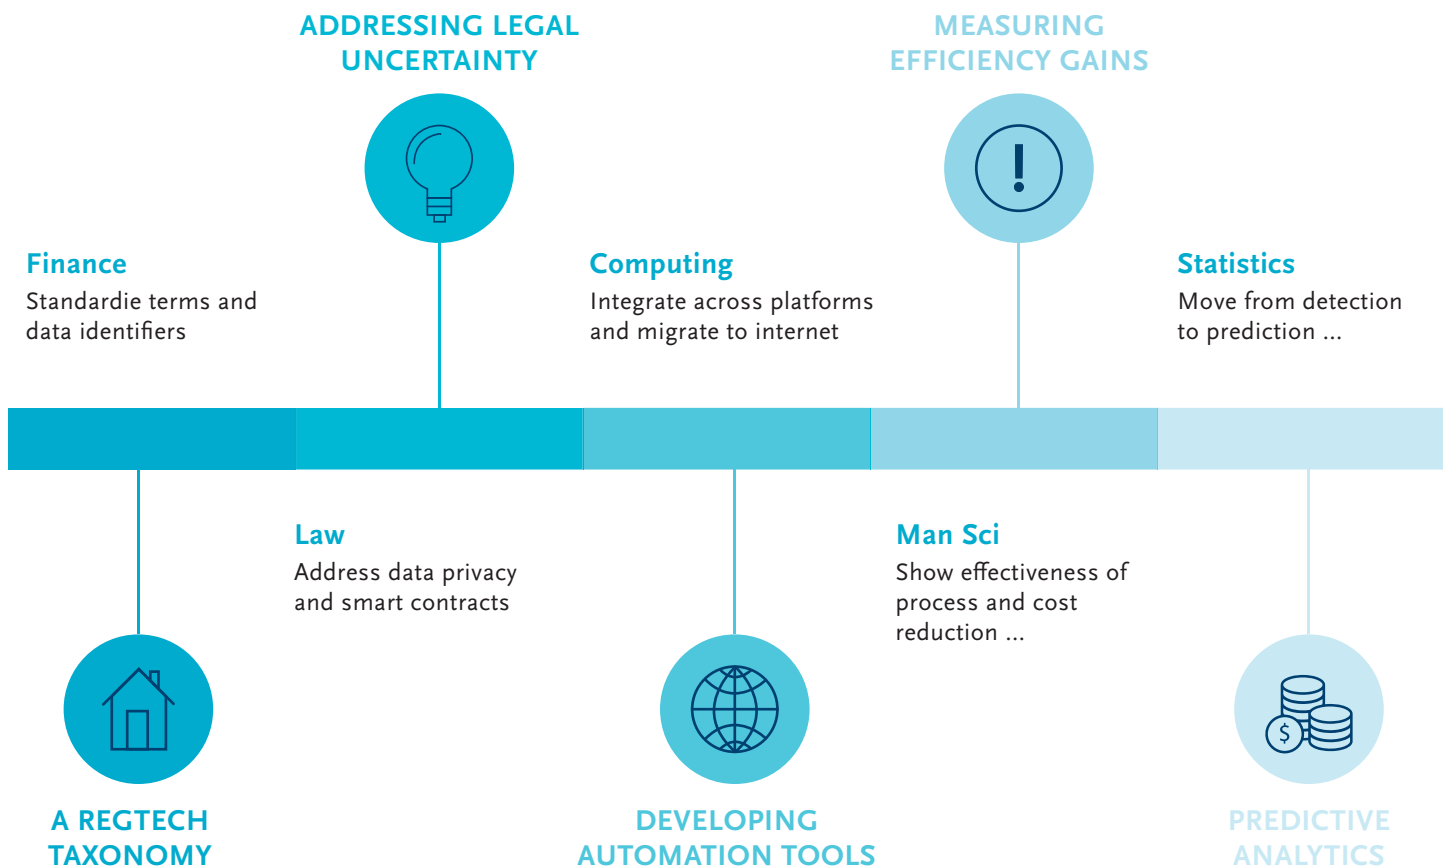 ADDRESSING LEGAL
UNCERTAINTY
MEASURING
EFFICIENCY GAINS
Finance
Standardie terms and
data identifiers
Computing
Integrate across platforms
and migrate to internet
Statistics
Move from detection
to prediction ...
Law
Address data privacy
and smart contracts
Man Sci
Show effectiveness of
process and cost
reduction ...
$
A REGTECH
TAXONOMY
DEVELOPING
AUTOMATION TOOLS
PREDICTIVE
ANALYTICS